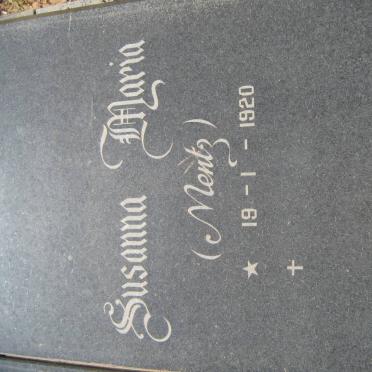 Susanna Maria
(Mentz)
★ 19 - 1 - 1920
✝